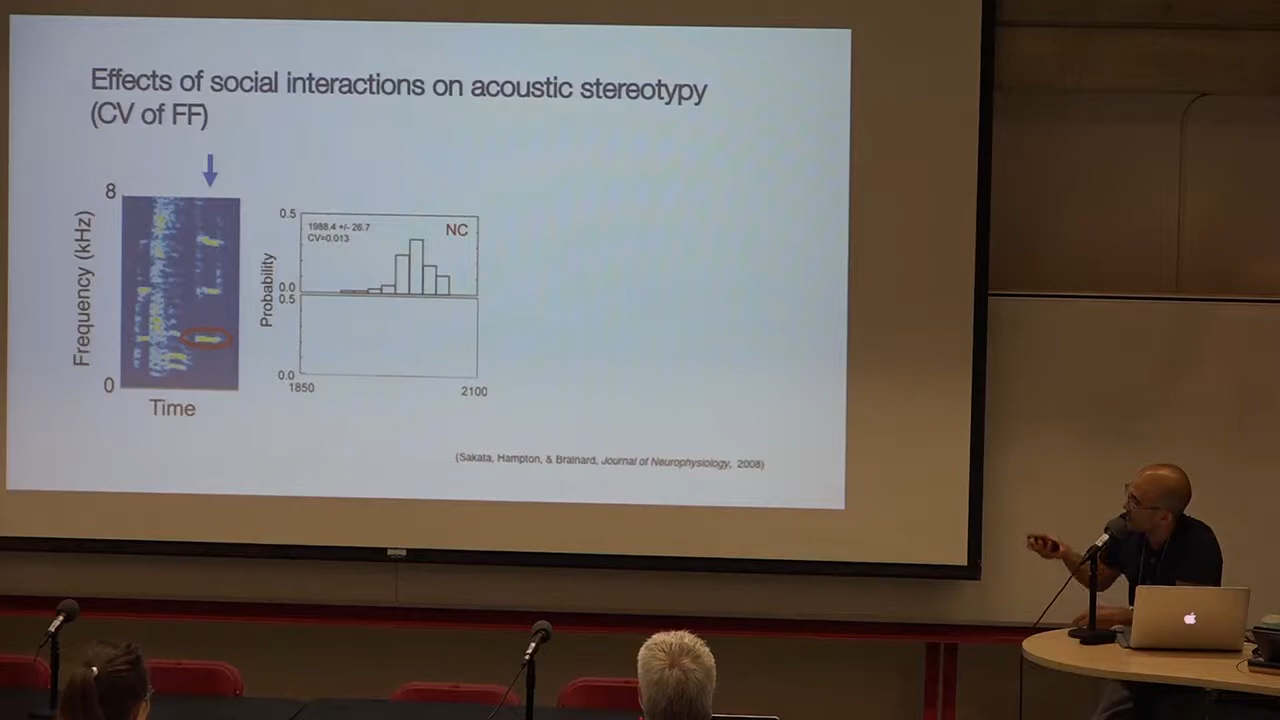 Effects of social interactions on acoustic stereotypy
(CV of FF)
8
Frequency (kHz)
0
Time
0.5
1988.4 +/- 26.7
CV=0.013
NC
Probability
0.0
0.5
0.0
1850
2100
(Sakata, Hampton, & Brainard, Journal of Neurophysiology, 2008)